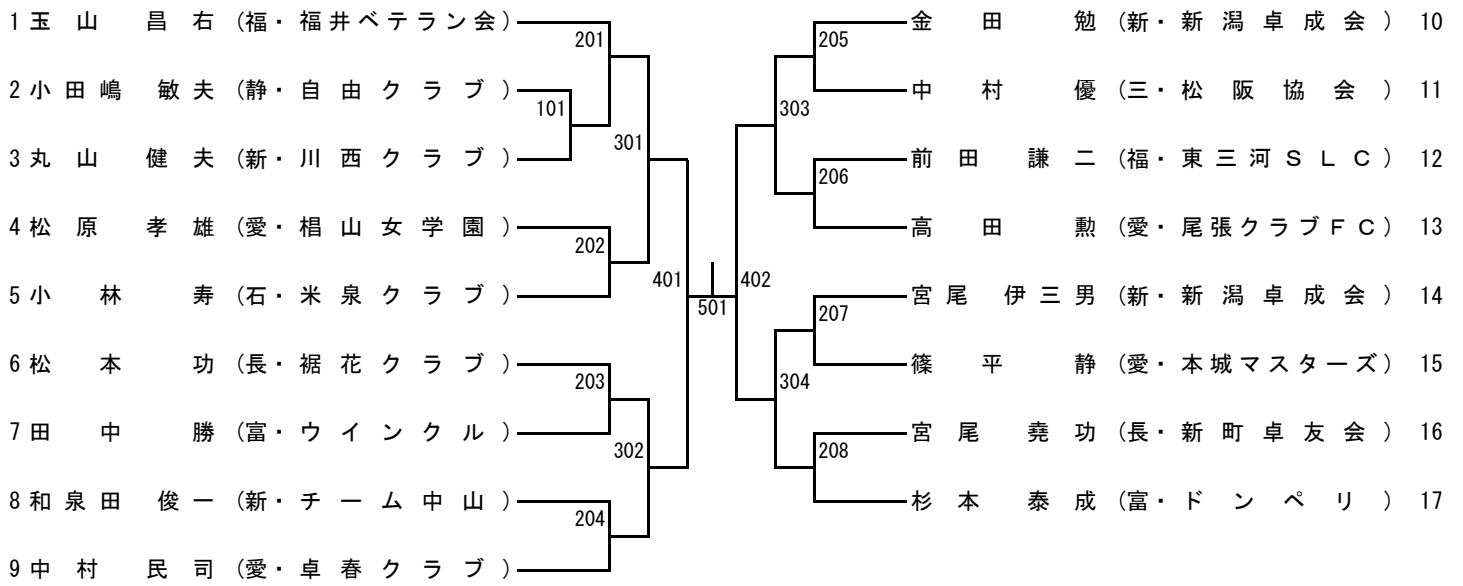 1 玉山 昌右 (福・福井ベテラン会)
201
2 小田嶋 敏夫 (静・自由クラブ)
101
3 丸山 健夫 (新・川西クラブ)
301
4 松原 孝雄 (愛・椙山女学園)
202
5 小林 寿 (石・米泉クラブ)
401
6 松本 功 (長・裾花クラブ)
203
7 田中 勝 (富・ウインクル)
302
8 和泉田 俊一 (新・チーム中山)
204
9 中村 民司 (愛・卓春クラブ)
501
金田 勉 (新・新潟卓成会) 10
205
中村 優 (三・松阪協会) 11
303
前田 謙二 (福・東三河SLC) 12
206
高田 勲 (愛・尾張クラブFC) 13
402
宮尾 伊三男 (新・新潟卓成会) 14
207
篠平 静 (愛・本城マスターズ) 15
304
宮尾 堯功 (長・新町卓友会) 16
208
杉本 泰成 (富・ドンペリ) 17